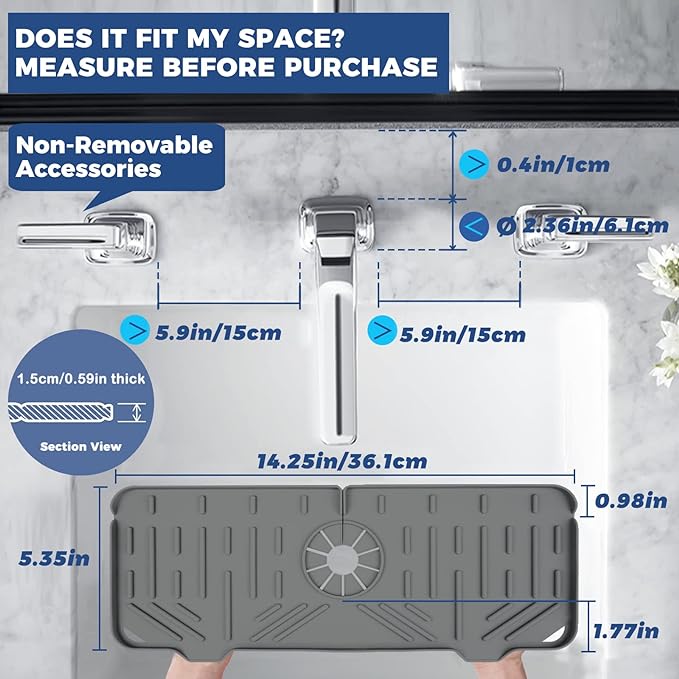 DOES IT FIT MY SPACE?
MEASURE BEFORE PURCHASE
Non-Removable
Accessories
> 0.4in/1cm
< Ø 2.36in/6.1cm
> 5.9in/15cm
> 5.9in/15cm
1.5cm/0.59in thick
Section View
14.25in/36.1cm
0.98in
5.35in
1.77in